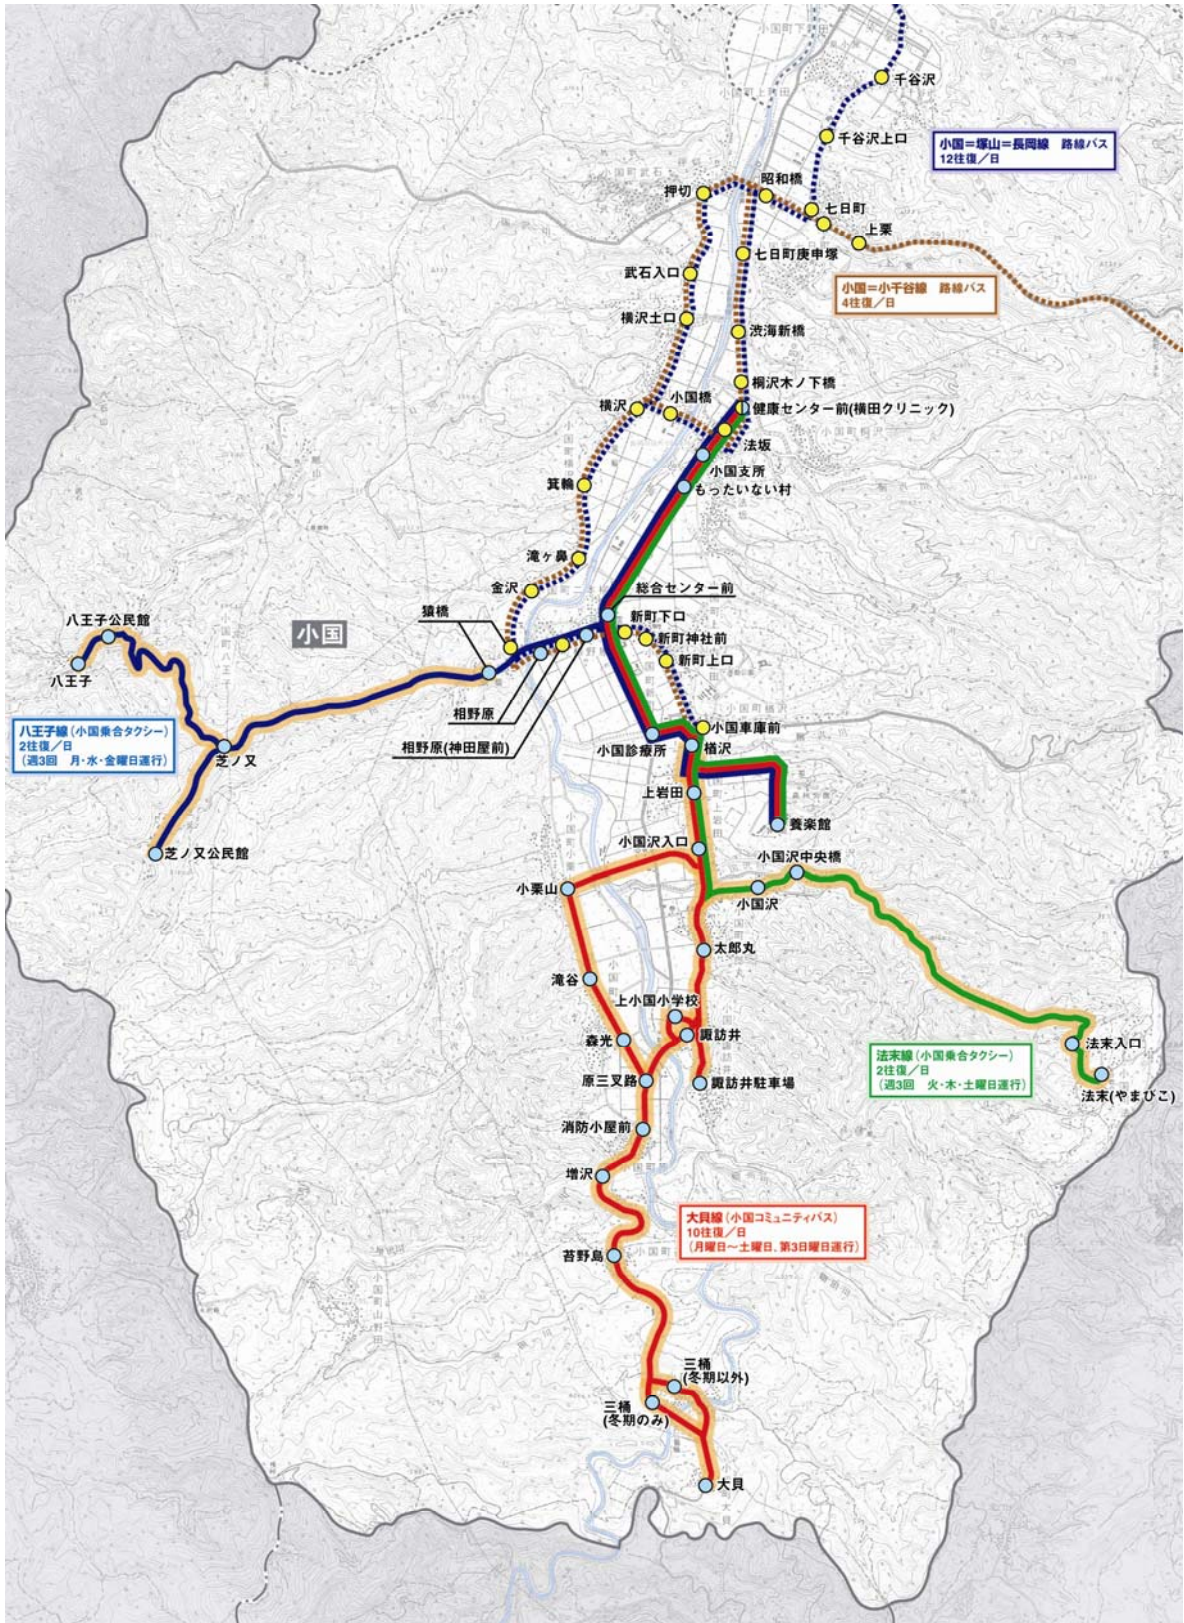 千谷沢
千谷沢上口
小国=塚山=長岡線 路線バス
12往復/日
昭和橋
押切
七日町
上栗
七日町庚申塚
武石入口
小国=小千谷線 路線バス
4往復/日
横沢土口
渋海新橋
桐沢木ノ下橋
横沢
小国橋
健康センター前(横田クリニック)
法坂
小国支所
もったいない村
箕輪
滝ヶ鼻
金沢
総合センター前
猿橋
新町下口
新町神社前
新町上口
八王子公民館
小国
八王子
相野原
八王子線(小国乗合タクシー)
2往復/日
(週3回 月・水・金曜日運行)
芝ノ又
相野原(神田屋前)
小国車庫前
小国診療所
楢沢
上岩田
養楽館
芝ノ又公民館
小国沢入口
小国沢中央橋
小栗山
小国沢
太郎丸
滝谷
上小国小学校
森光
諏訪井
法末入口
法末線(小国乗合タクシー)
2往復/日
(週3回 火・木・土曜日運行)
原三叉路
諏訪井駐車場
法末(やまびこ)
消防小屋前
増沢
大貝線(小国コミュニティバス)
10往復/日
(月曜日~土曜日、第3日曜日運行)
苔野島
三桶
(冬期以外)
三桶
(冬期のみ)
大貝